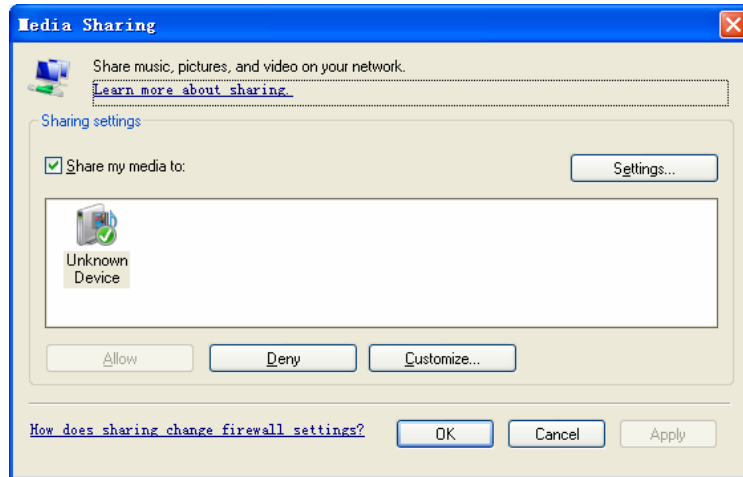 Media Sharing
Share music, pictures, and video on your network.
Learn more about sharing.
Sharing settings
Share my media to:
Settings...
Unknown
Device
Allow
Deny
Customize...
How does sharing change firewall settings?
OK
Cancel
Apply